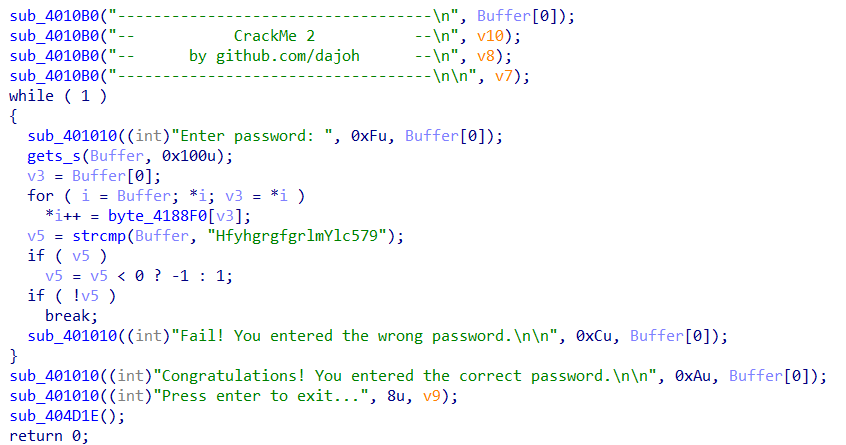 sub_4010B0("-----------------------------------\n", Buffer[0]);
sub_4010B0("--           CrackMe 2           --\n", v10);
sub_4010B0("--      by github.com/dajoh      --\n", v8);
sub_4010B0("-----------------------------------\n\n", v7);
while ( 1 )
{
  sub_401010((int)"Enter password: ", 0xFu, Buffer[0]);
  gets_s(Buffer, 0x100u);
  v3 = Buffer[0];
  for ( i = Buffer; *i; v3 = *i )
    *i++ = byte_4188F0[v3];
  v5 = strcmp(Buffer, "HfyhgrgfgrlmYlc579");
  if ( v5 )
    v5 = v5 < 0 ? -1 : 1;
  if ( !v5 )
    break;
  sub_401010((int)"Fail! You entered the wrong password.\n\n", 0xCu, Buffer[0]);
}
sub_401010((int)"Congratulations! You entered the correct password.\n\n", 0xAu, Buffer[0]);
sub_401010((int)"Press enter to exit...", 8u, v9);
sub_404D1E();
return 0;